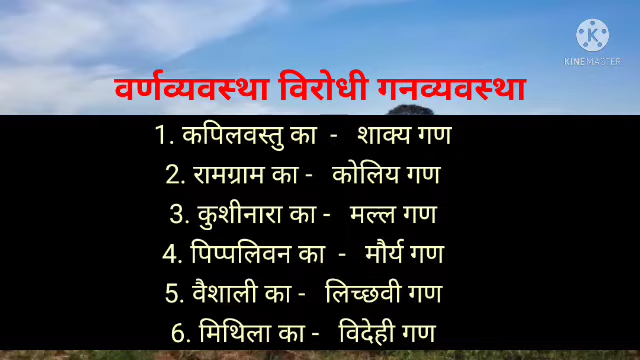 KINEMASTER
वर्णव्यवस्था विरोधी गनव्यवस्था
1. कपिलवस्तु का - शाक्य गण
2. रामग्राम का - कोलिय गण
3. कुशीनारा का - मल्ल गण
4. पिप्पलिवन का - मौर्य गण
5. वैशाली का - लिच्छवी गण
6. मिथिला का - विदेही गण